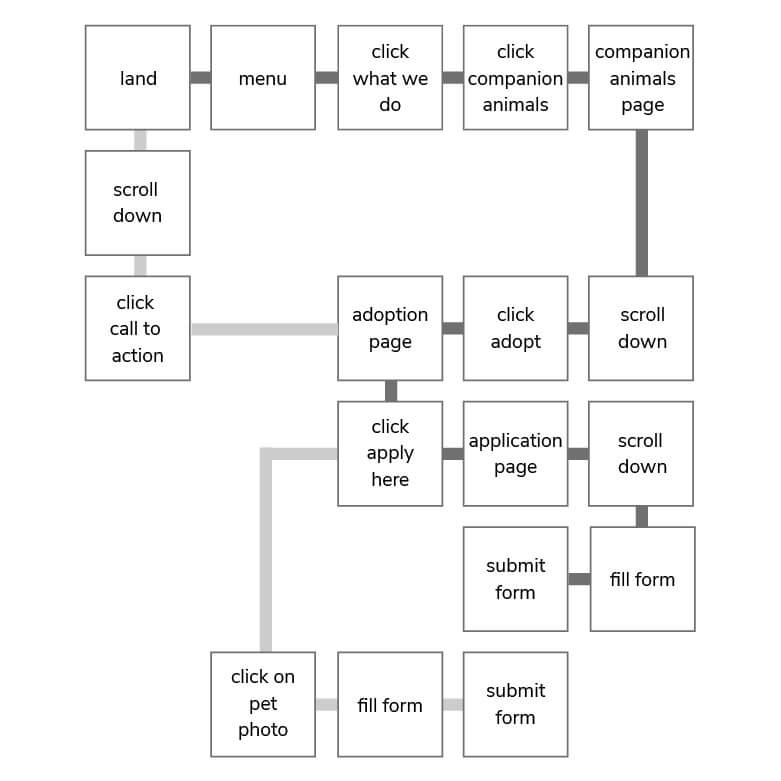 land
menu
click
what we
do
click
companion
animals
companion
animals
page
scroll
down
click
call to
action
adoption
page
click
adopt
scroll
down
click
apply
here
application
page
scroll
down
submit
form
fill form
click on
pet
photo
fill form
submit
form